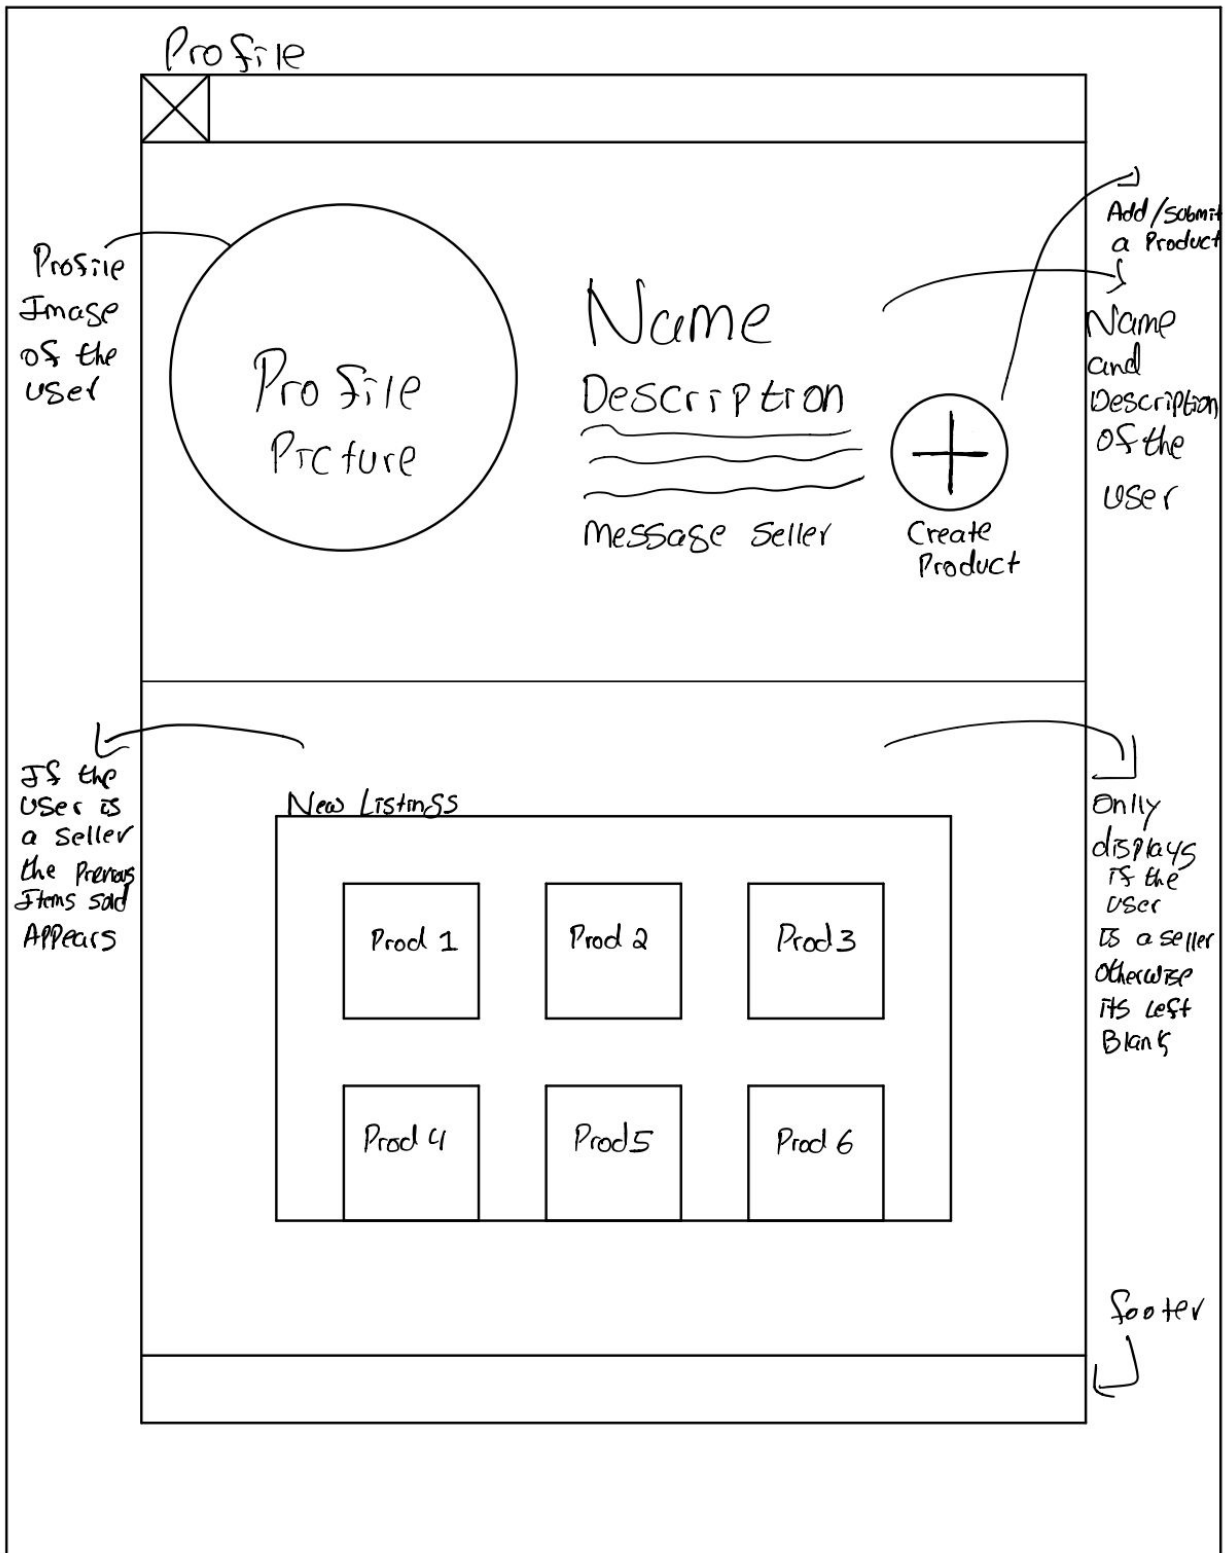 Profile
Profile
Image
of the
user
Profile
Picture
Name
Description
Message Seller
Create
Product
Add/Submit
a Product
Name
and
Description
of the
user
If the
User is
a seller
the Previous
Items sold
Appears
New Listings
Prod 1
Prod 2
Prod 3
Prod 4
Prod 5
Prod 6
Only
displays
if the
user
is a seller
otherwise
its left
Blank
footer